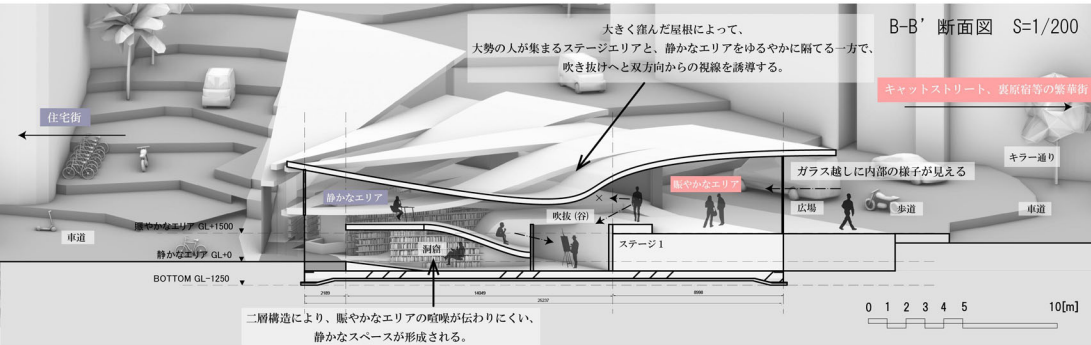 大きく窪んだ屋根によって、
大勢の人が集まるステージエリアと、静かなエリアをゆるやかに隔てる一方で、
吹き抜けへと双方向からの視線を誘導する。
B-B' 断面図 S=1/200
キャットストリート、裏原宿等の繁華街
住宅街
キラー通り
ガラス越しに内部の様子が見える
賑やかなエリア
静かなエリア
吹抜 (谷)
広場
歩道
車道
車道
賑やかなエリア GL+1500
ステージ 1
洞窟
静かなエリア GL+0
BOTTOM GL-1250
2189
14049
8998
25237
0 1 2 3 4 5 10[m]
二層構造により、賑やかなエリアの喧騒が伝わりにくい、
静かなスペースが形成される。